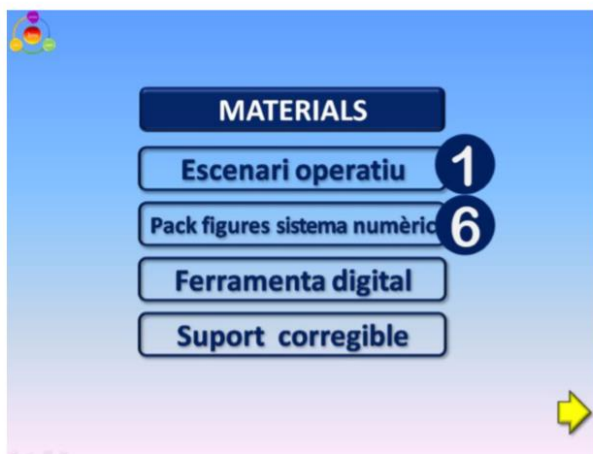 MATERIALS
Escenari operatiu 1
Pack figures sistema numèric 6
Ferramenta digital
Suport corregible